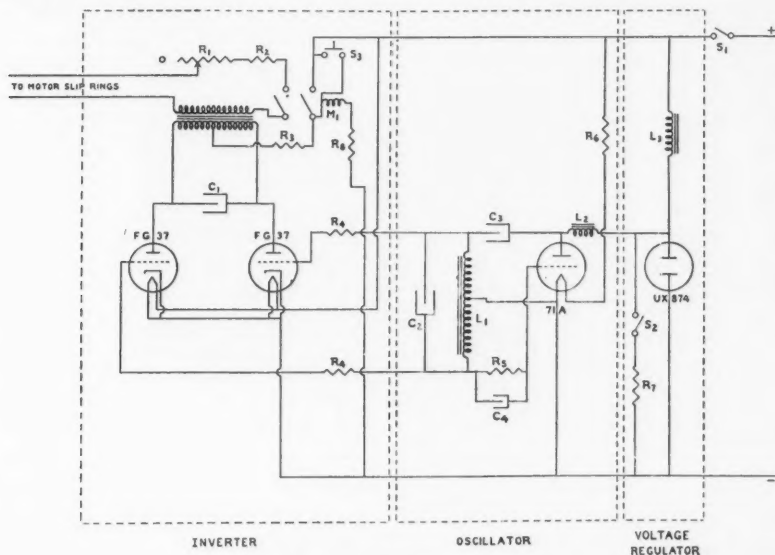 R1 R2
S3
S1
+
TO MOTOR SLIP RINGS
M1
R3
R8
R6
L3
C1
FG 37 FG 37
R4
C3
L2
71A
UX 874
C2
L1
S2
R4
R5
R7
C4
-
INVERTER
OSCILLATOR
VOLTAGE
REGULATOR